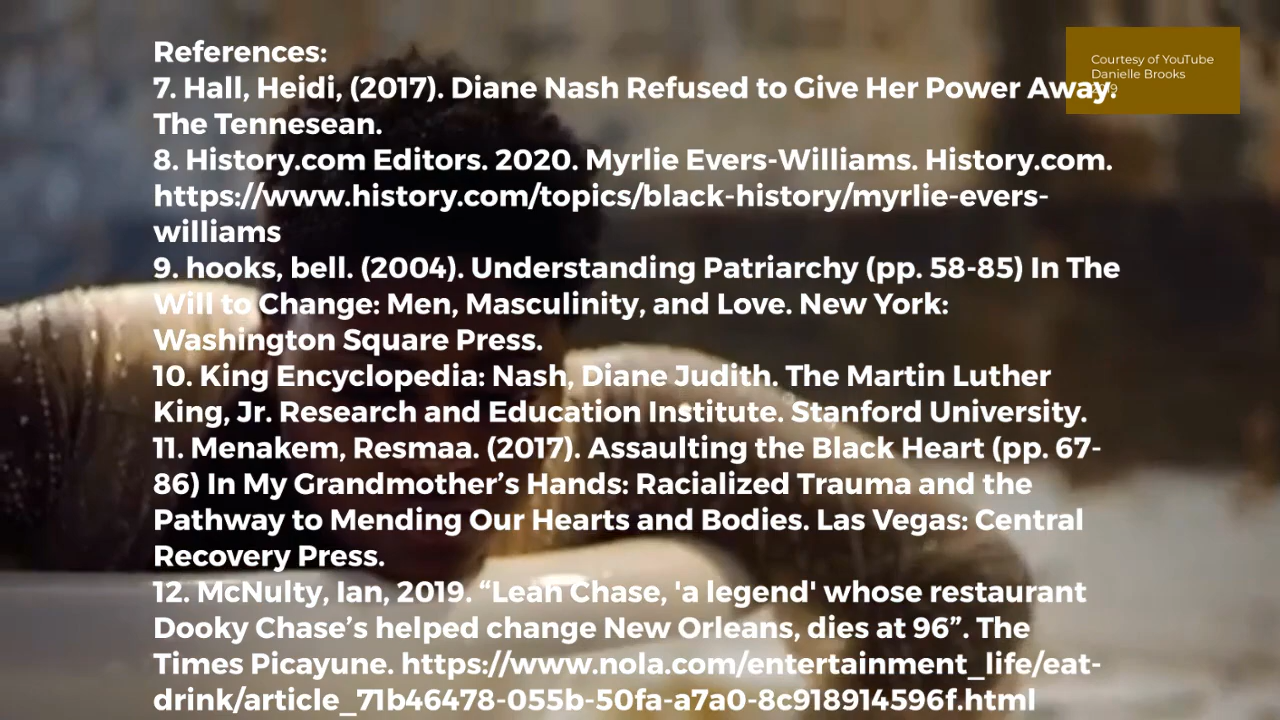 References:
7. Hall, Heidi, (2017). Diane Nash Refused to Give Her Power Away.
The Tennesean.
8. History.com Editors. 2020. Myrlie Evers-Williams. History.com.
https://www.history.com/topics/black-history/myrlie-evers-
williams
9. hooks, bell. (2004). Understanding Patriarchy (pp. 58-85) In The
Will to Change: Men, Masculinity, and Love. New York:
Washington Square Press.
10. King Encyclopedia: Nash, Diane Judith. The Martin Luther
King, Jr. Research and Education Institute. Stanford University.
11. Menakem, Resmaa. (2017). Assaulting the Black Heart (pp. 67-
86) In My Grandmother’s Hands: Racialized Trauma and the
Pathway to Mending Our Hearts and Bodies. Las Vegas: Central
Recovery Press.
12. McNulty, Ian, 2019. “Leah Chase, 'a legend' whose restaurant
Dooky Chase’s helped change New Orleans, dies at 96”. The
Times Picayune. https://www.nola.com/entertainment_life/eat-
drink/article_71b46478-055b-50fa-a7a0-8c918914596f.html
Courtesy of YouTube
Danielle Brooks
2019